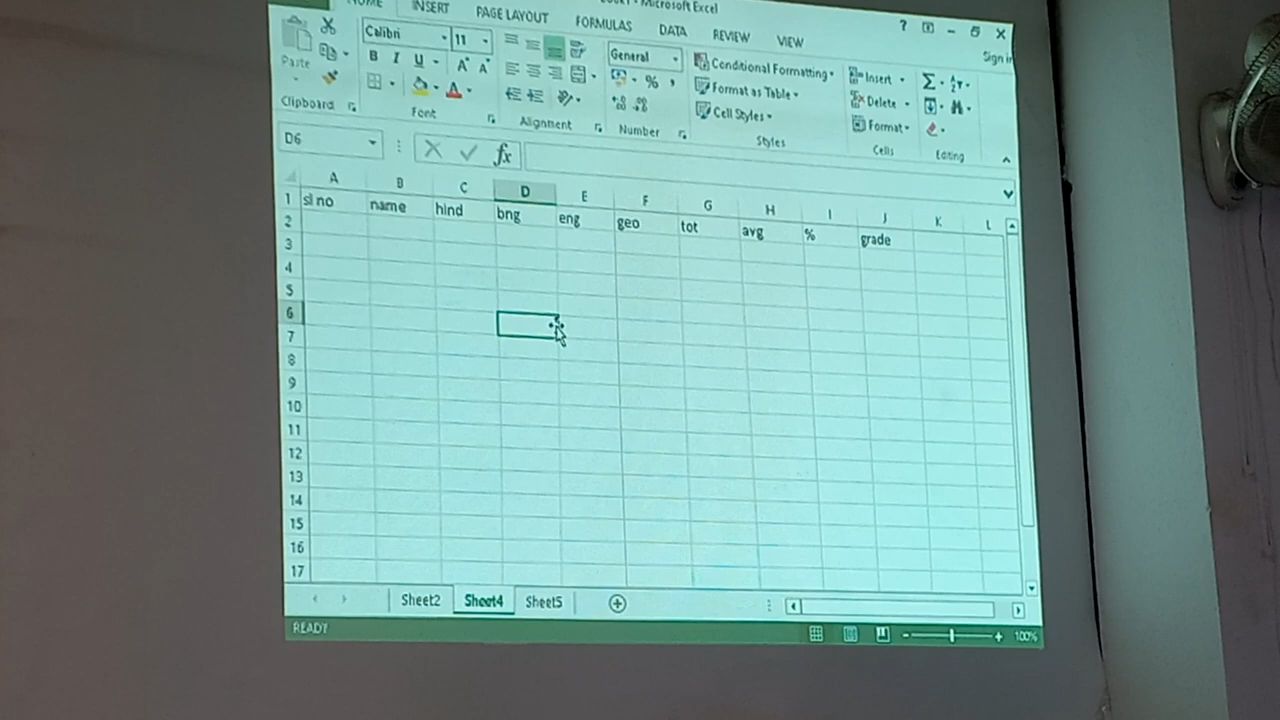 Microsoft Excel
INSERT PAGE LAYOUT FORMULAS DATA REVIEW VIEW
Sign in
Paste
Calibri 11
B I U
General
%
Conditional Formatting
Format as Table
Cell Styles
Insert
Delete
Format
Clipboard Font Alignment Number Styles Cells Editing
D6 fx
A B C D E F G H I J K L
1 sl no name hind bng eng geo tot avg % grade
2
3
4
5
6
7
8
9
10
11
12
13
14
15
16
17
Sheet2 Sheet4 Sheet5
READY 100%